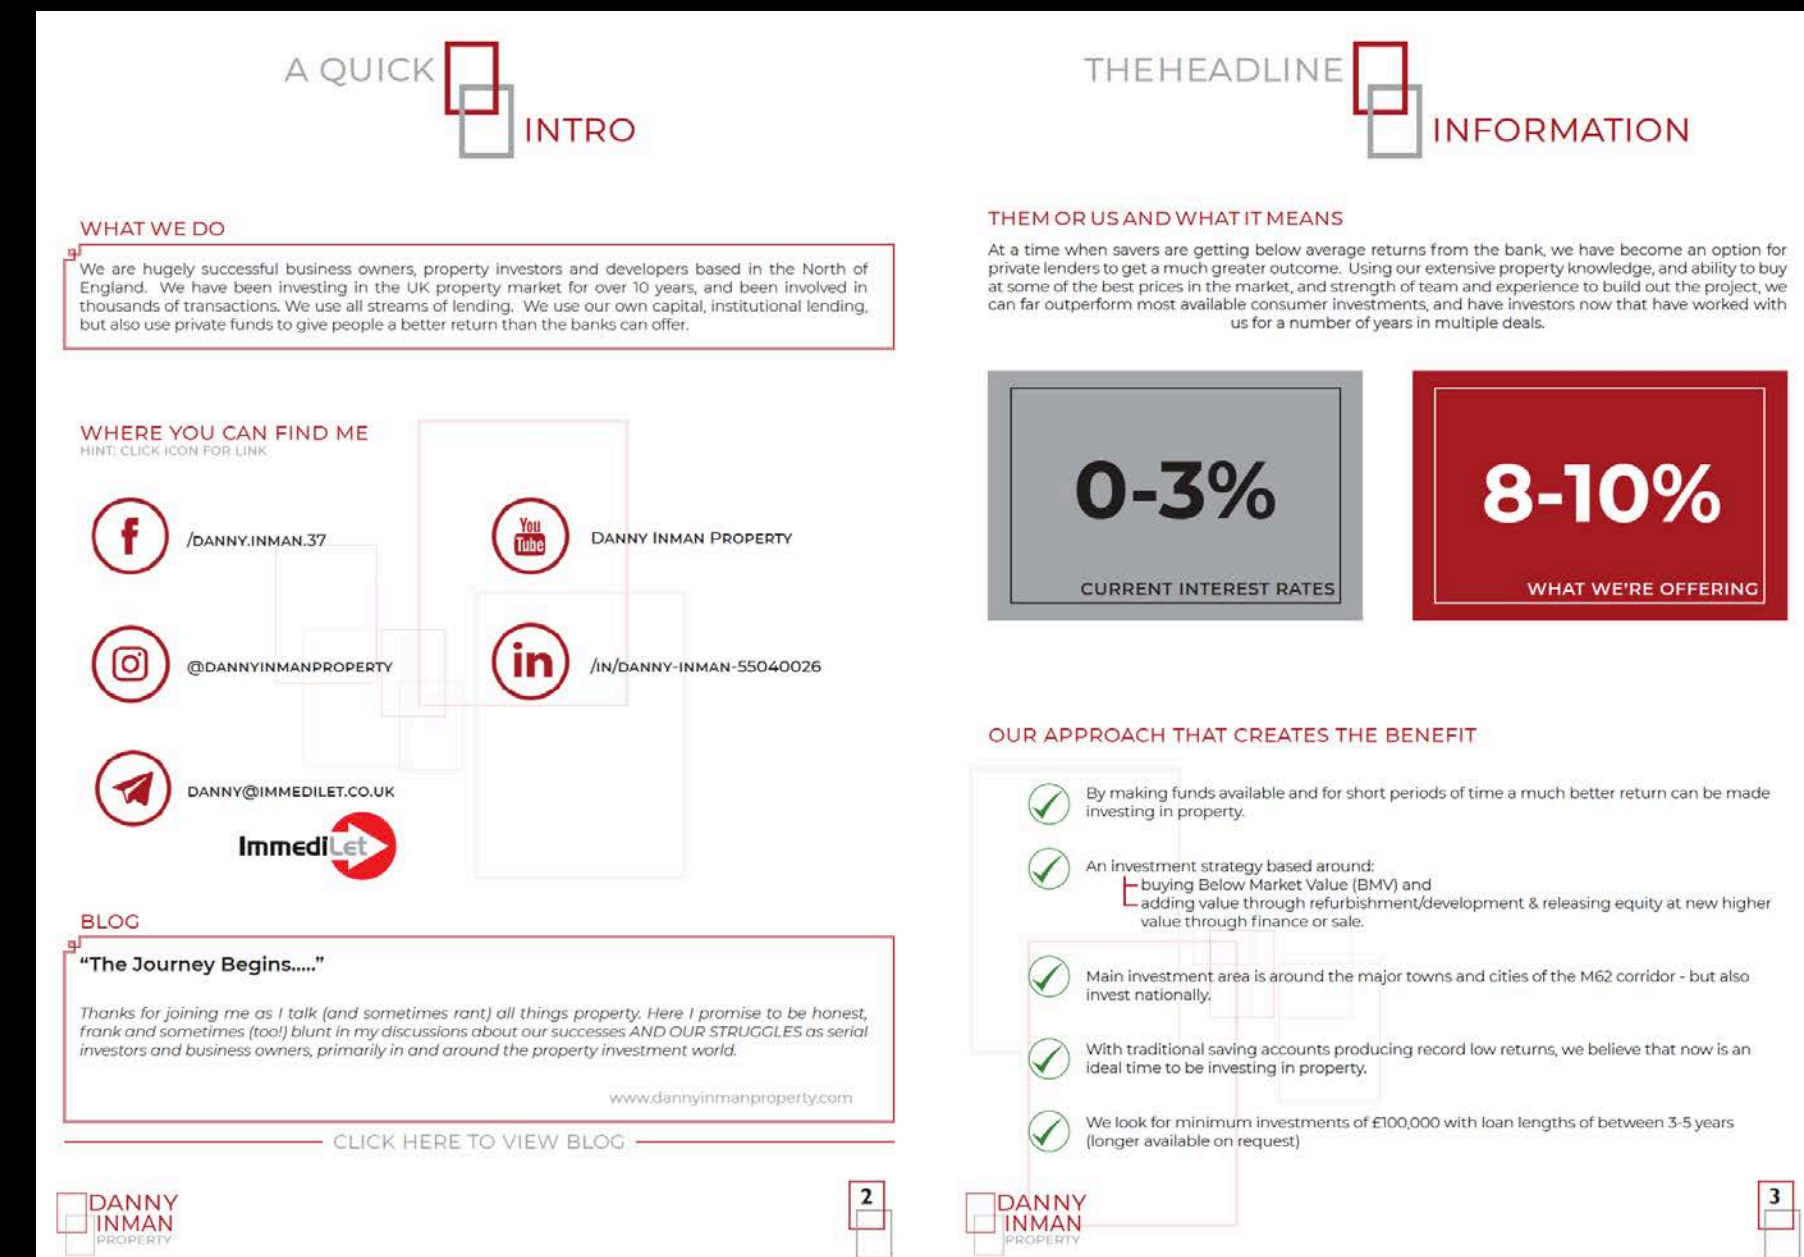 A QUICK
INTRO
WHAT WE DO
We are hugely successful business owners, property investors and developers based in the North of
England. We have been investing in the UK property market for over 10 years, and been involved in
thousands of transactions. We use all streams of lending. We use our own capital, institutional lending,
but also use private funds to give people a better return than the banks can offer.
WHERE YOU CAN FIND ME
HINT: CLICK ICON FOR LINK
f
/DANNY.INMAN.37
You
Tube
DANNY INMAN PROPERTY
@DANNYINMANPROPERTY
in
/IN/DANNY-INMAN-55040026
DANNY@IMMEDILET.CO.UK
ImmediLet
BLOG
“The Journey Begins.....”
Thanks for joining me as I talk (and sometimes rant) all things property. Here I promise to be honest,
frank and sometimes (too!) blunt in my discussions about our successes AND OUR STRUGGLES as serial
investors and business owners, primarily in and around the property investment world.
www.dannyinmanproperty.com
CLICK HERE TO VIEW BLOG
DANNY
INMAN
PROPERTY
2
THEHEADLINE
INFORMATION
THEM OR US AND WHAT IT MEANS
At a time when savers are getting below average returns from the bank, we have become an option for
private lenders to get a much greater outcome. Using our extensive property knowledge, and ability to buy
at some of the best prices in the market, and strength of team and experience to build out the project, we
can far outperform most available consumer investments, and have investors now that have worked with
us for a number of years in multiple deals.
0-3%
CURRENT INTEREST RATES
8-10%
WHAT WE'RE OFFERING
OUR APPROACH THAT CREATES THE BENEFIT
By making funds available and for short periods of time a much better return can be made
investing in property.
An investment strategy based around:
buying Below Market Value (BMV) and
adding value through refurbishment/development & releasing equity at new higher
value through finance or sale.
Main investment area is around the major towns and cities of the M62 corridor - but also
invest nationally.
With traditional saving accounts producing record low returns, we believe that now is an
ideal time to be investing in property.
We look for minimum investments of £100,000 with loan lengths of between 3-5 years
(longer available on request)
DANNY
INMAN
PROPERTY
3